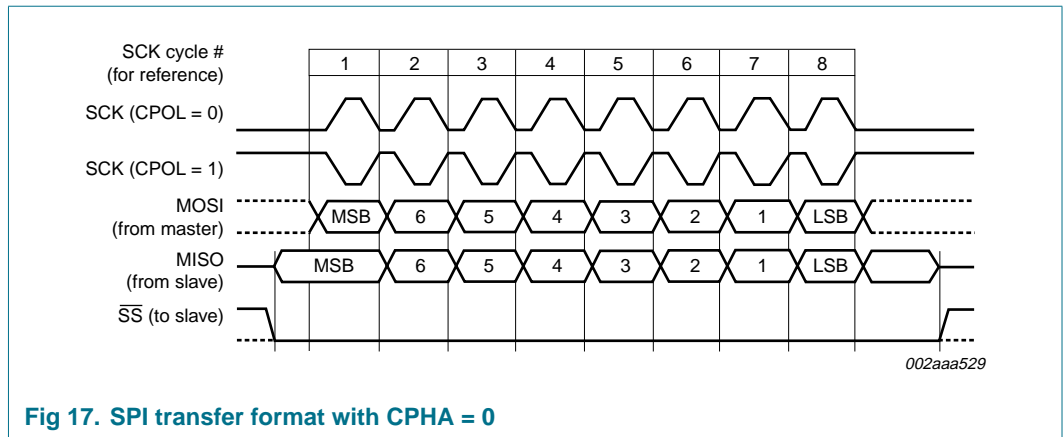 SCK cycle #
(for reference)
1 2 3 4 5 6 7 8
SCK (CPOL = 0)
SCK (CPOL = 1)
MOSI
(from master)
MSB 6 5 4 3 2 1 LSB
MISO
(from slave)
MSB 6 5 4 3 2 1 LSB
SS (to slave)
002aaa529
Fig 17. SPI transfer format with CPHA = 0